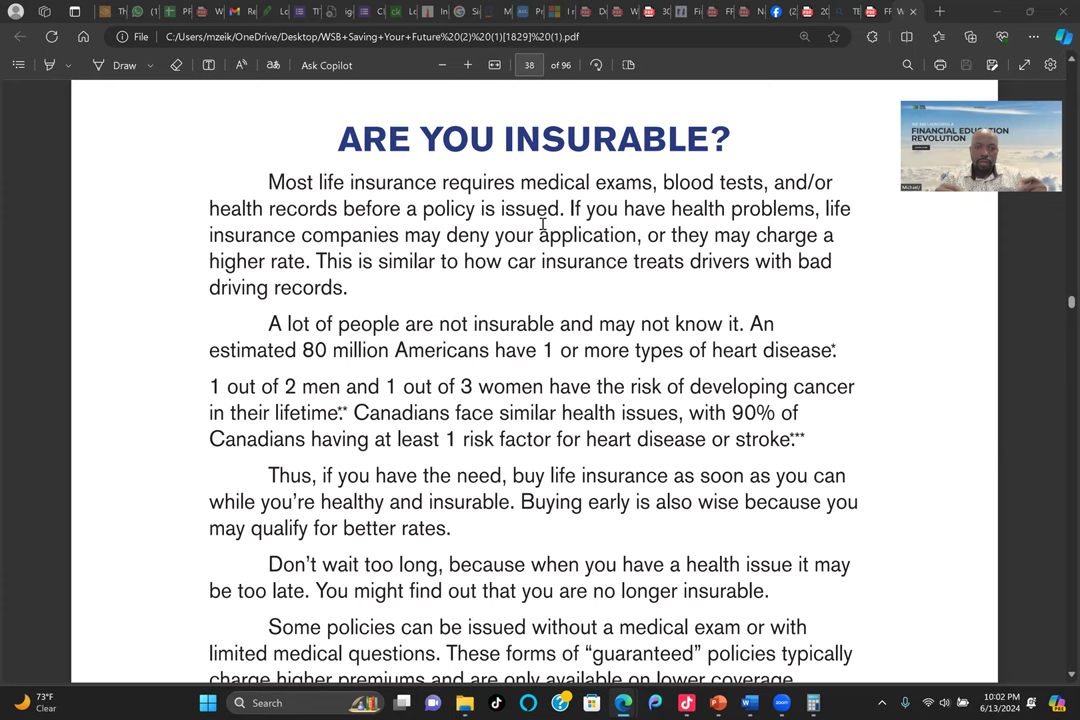 File
C:/Users/mzeik/OneDrive/Desktop/WSB+Saving+Your+Future%20(2)%20(1)[1829]%20(1).pdf
Draw
Ask Copilot
38 of 96
ARE YOU INSURABLE?
Most life insurance requires medical exams, blood tests, and/or
health records before a policy is issued. If you have health problems, life
insurance companies may deny your application, or they may charge a
higher rate. This is similar to how car insurance treats drivers with bad
driving records.
A lot of people are not insurable and may not know it. An
estimated 80 million Americans have 1 or more types of heart disease*.
1 out of 2 men and 1 out of 3 women have the risk of developing cancer
in their lifetime.** Canadians face similar health issues, with 90% of
Canadians having at least 1 risk factor for heart disease or stroke.***
Thus, if you have the need, buy life insurance as soon as you can
while you're healthy and insurable. Buying early is also wise because you
may qualify for better rates.
Don't wait too long, because when you have a health issue it may
be too late. You might find out that you are no longer insurable.
Some policies can be issued without a medical exam or with
limited medical questions. These forms of "guaranteed" policies typically
charge higher premiums and are only available on lower coverage
FINANCIAL EDUCATION
REVOLUTION
73°F
Clear
Search
10:02 PM
6/13/2024